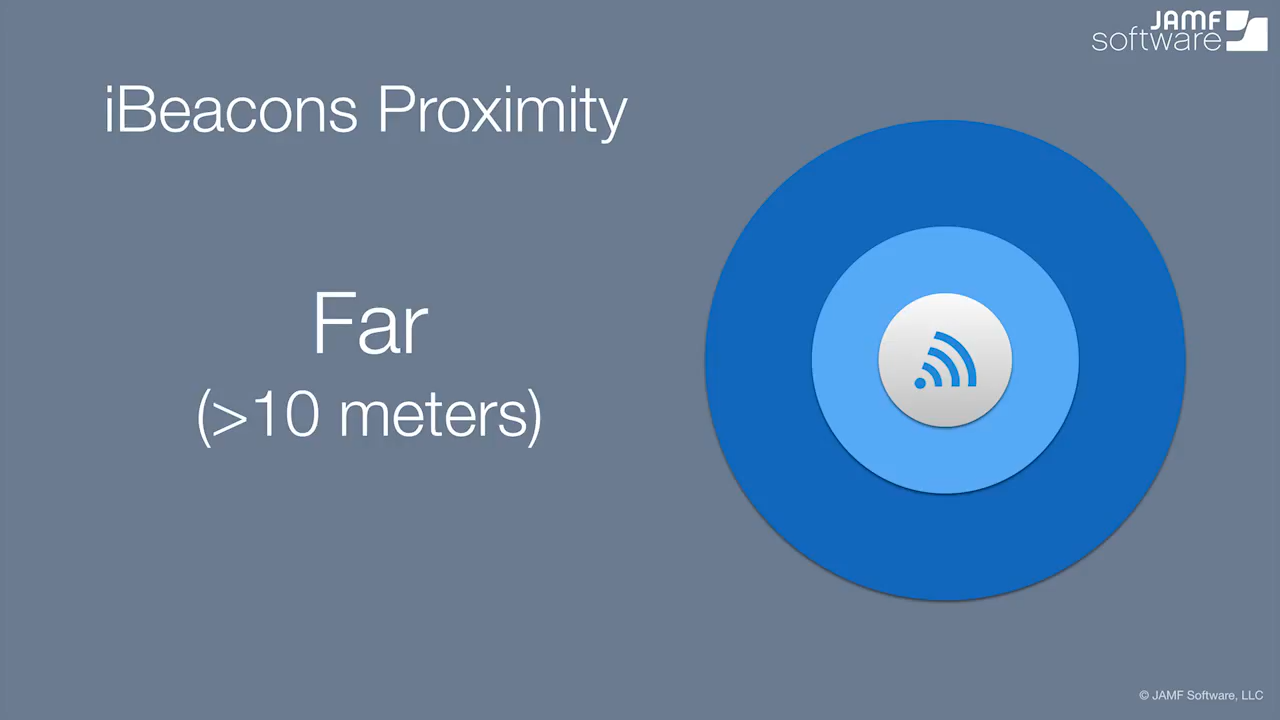 JAMF
software
iBeacons Proximity
Far
(>10 meters)
© JAMF Software, LLC